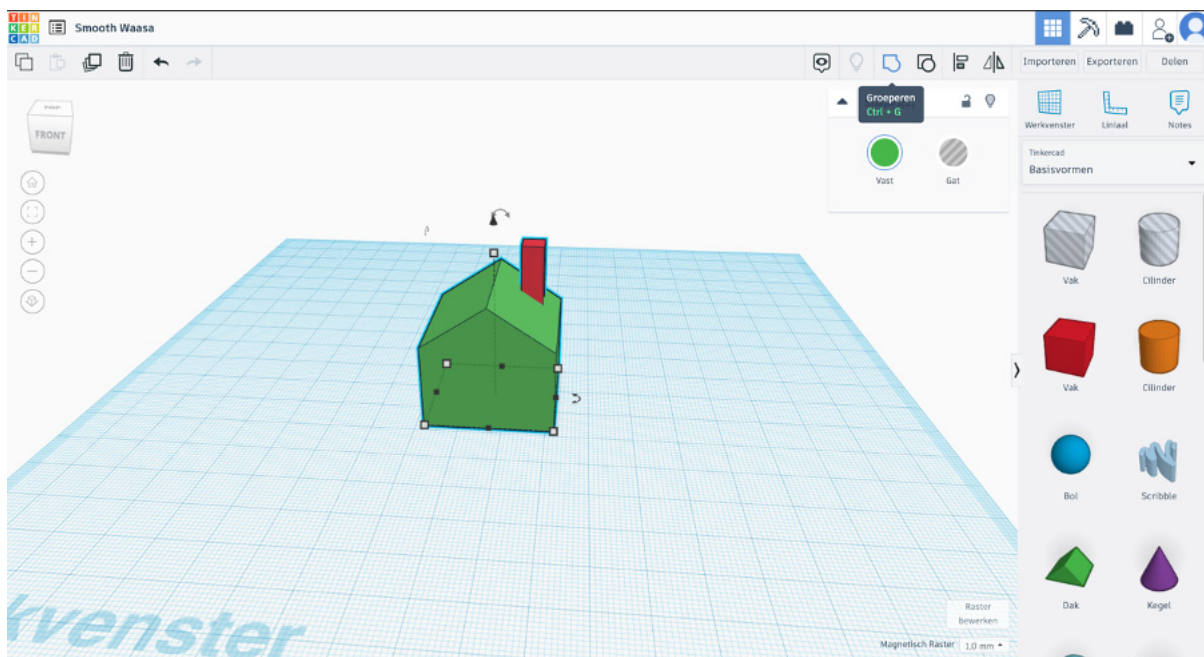 TIN
KER
CAD
Smooth Waasa
Importeren
Exporteren
Delen
Groeperen
Ctrl + G
TOP
FRONT
Vast
Gat
Werkvenster
Liniaal
Notes
Tinkercad
Basisvormen
Vak
Cilinder
Vak
Cilinder
Bol
Scribble
Dak
Kegel
kvenster
Raster
bewerken
Magnetisch Raster
1,0 mm